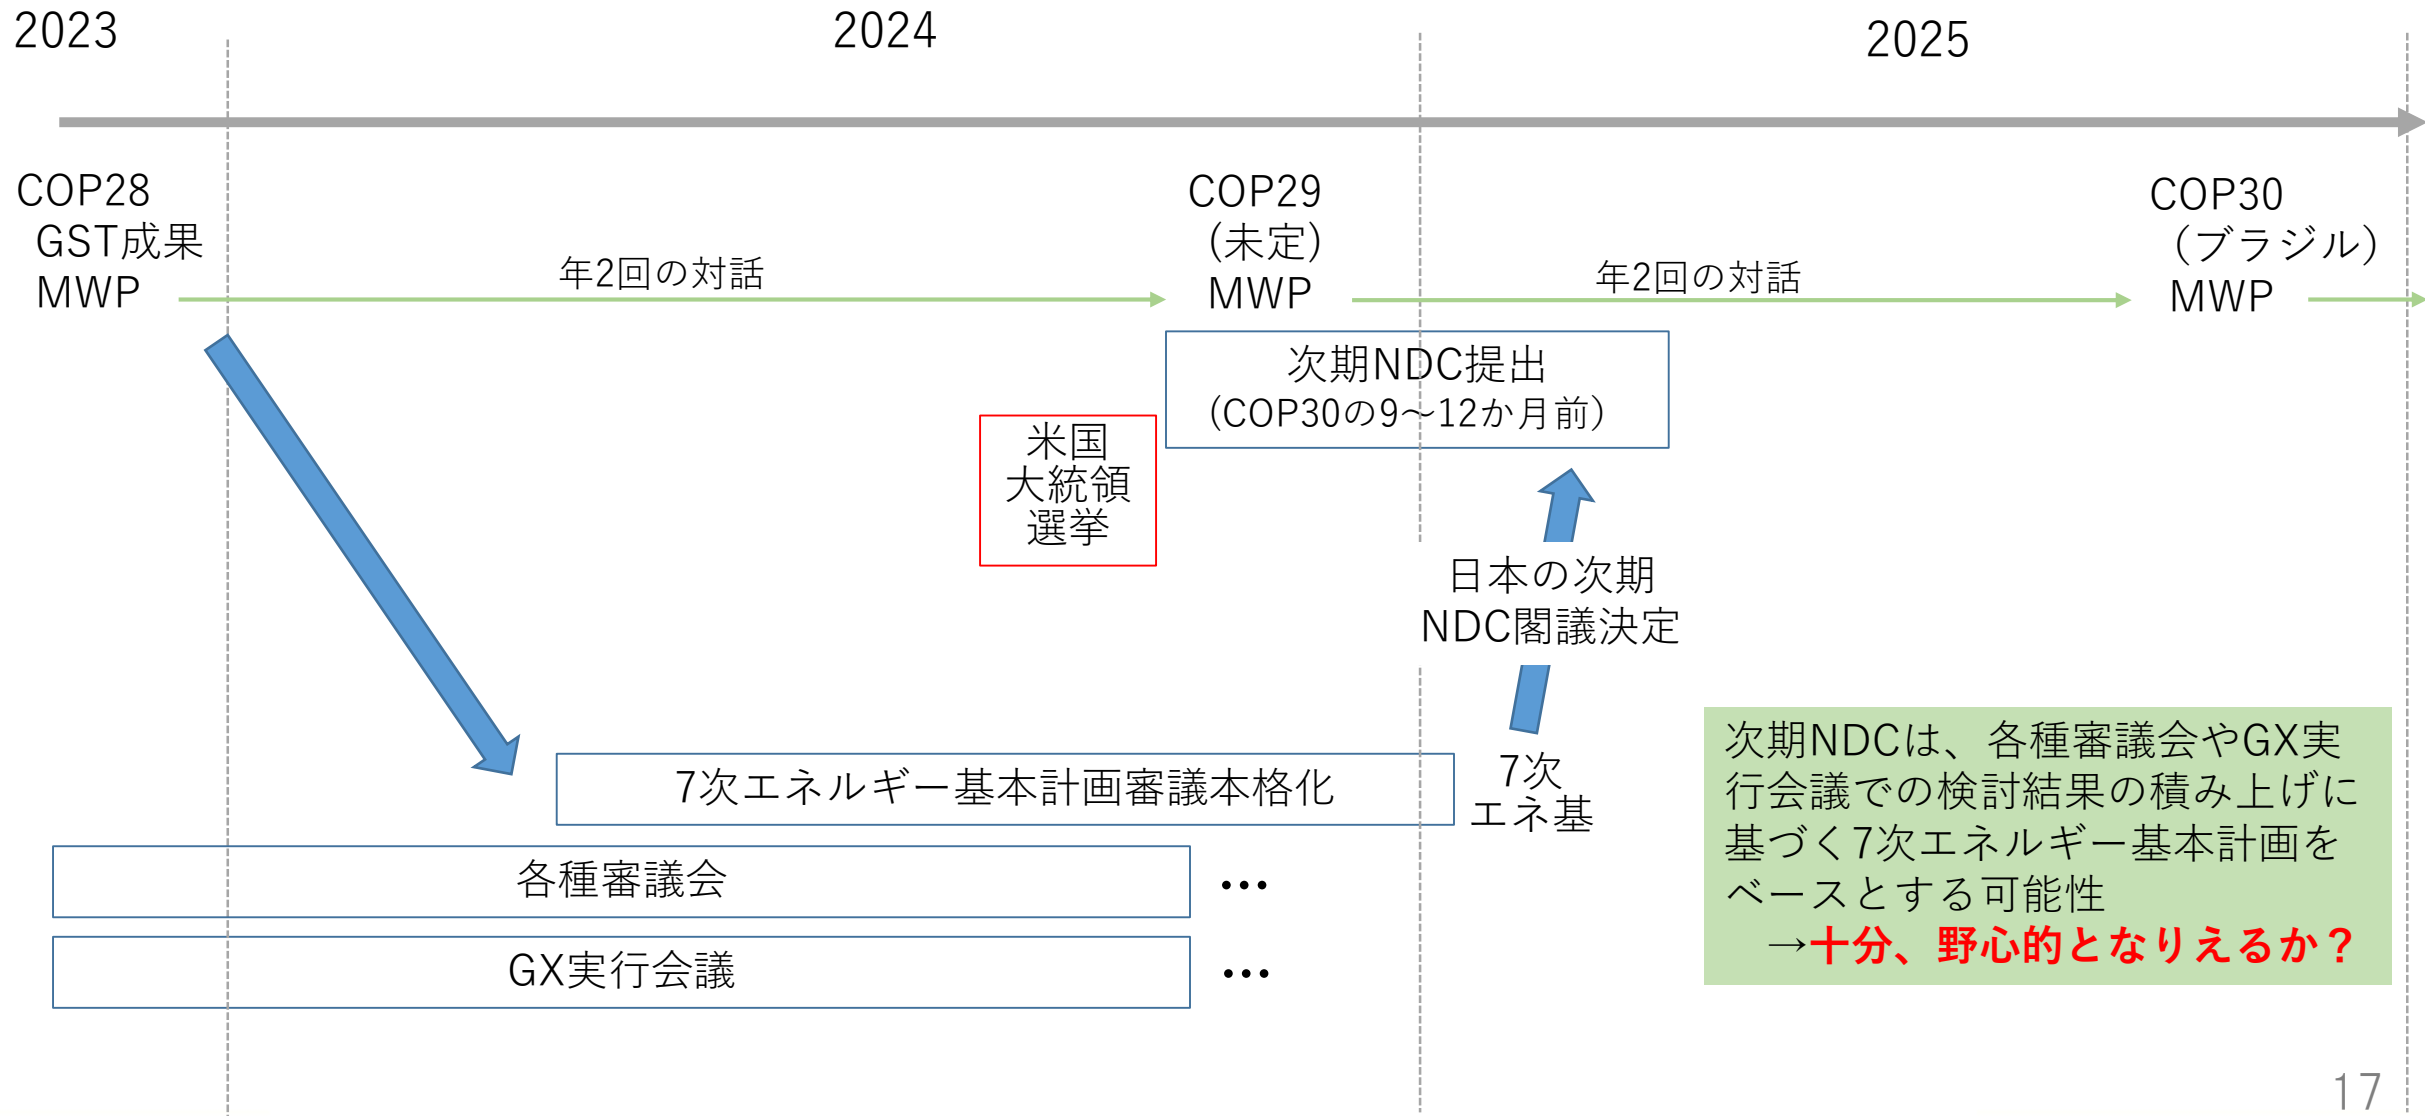 2023
2024
2025
COP28
GST成果
MWP
年2回の対話
COP29
(未定)
MWP
年2回の対話
COP30
(ブラジル)
MWP
次期NDC提出
(COP30の9～12か月前)
米国
大統領
選挙
日本の次期
NDC閣議決定
7次エネルギー基本計画審議本格化
7次
エネ基
各種審議会
…
GX実行会議
…
次期NDCは、各種審議会やGX実
行会議での検討結果の積み上げに
基づく7次エネルギー基本計画を
ベースとする可能性
→十分、野心的となりえるか？
17